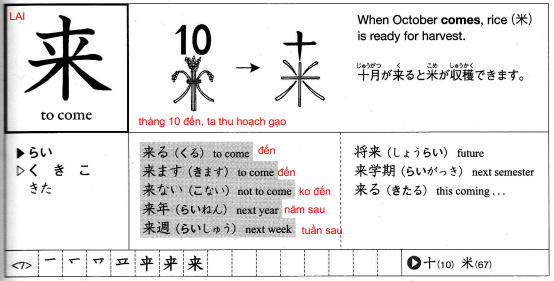 LAI
来
to come
10
十
米
When October comes, rice (米)
is ready for harvest.
じゅうがつ く こめ しゅうかく
十月が来ると米が収穫できます。
tháng 10 đến, ta thu hoạch gạo
▶らい
▷く き こ
きた
来る（くる）to come đến
来ます（きます）to come đến
来ない（こない）not to come ko đến
来年（らいねん）next year năm sau
来週（らいしゅう）next week tuần sau
将来（しょうらい）future
来学期（らいがっき）next semester
来る（きたる）this coming . . .
<7> 来
▶十(10) 米(67)